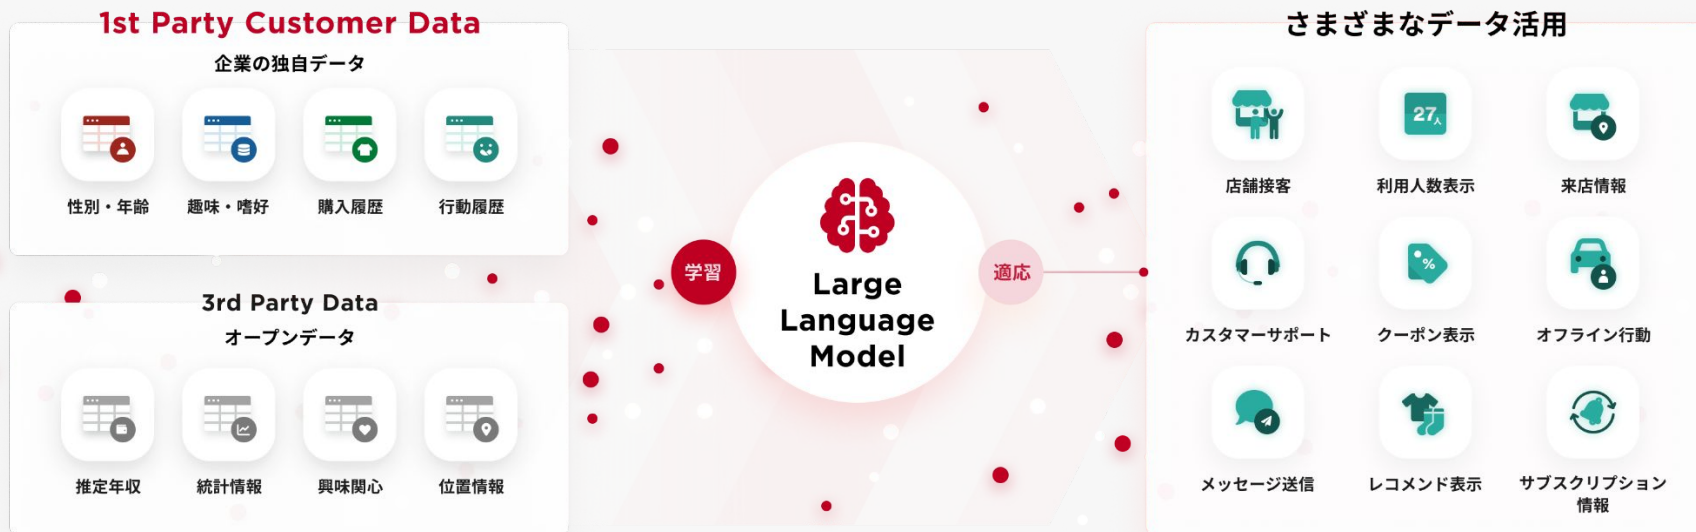 1st Party Customer Data
企業の独自データ
性別・年齢
趣味・嗜好
購入履歴
行動履歴
3rd Party Data
オープンデータ
推定年収
統計情報
興味関心
位置情報
学習
Large
Language
Model
適応
さまざまなデータ活用
27人
店舗接客
利用人数表示
来店情報
%
カスタマーサポート
クーポン表示
オフライン行動
メッセージ送信
レコメンド表示
サブスクリプション
情報